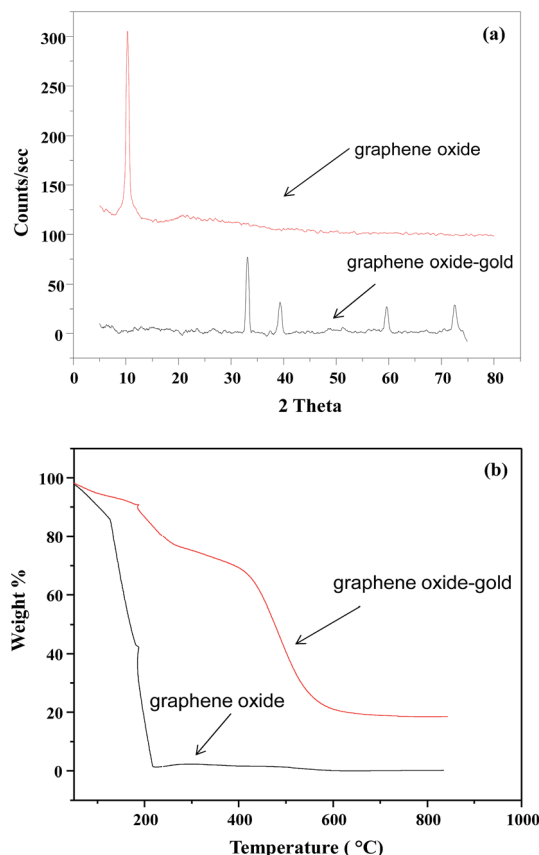 (a)
300
250
200
150
100
50
0
Counts/sec
graphene oxide
graphene oxide-gold
0 10 20 30 40 50 60 70 80
2 Theta
(b)
100
80
60
40
20
0
Weight %
graphene oxide-gold
graphene oxide
200 400 600 800 1000
Temperature ( °C)